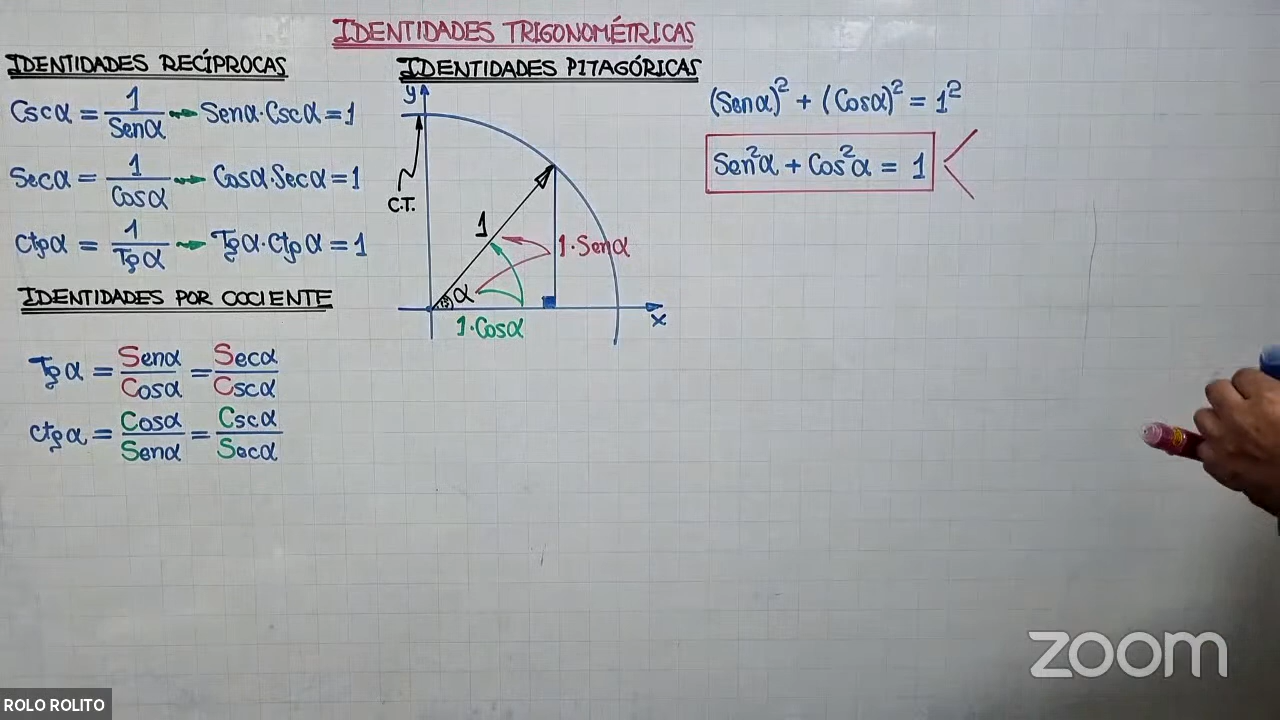 IDENTIDADES TRIGONOMÉTRICAS
IDENTIDADES RECÍPROCAS
Cscα = 1/Senα → Senα·Cscα = 1
Secα = 1/Cosα → Cosα·Secα = 1
Ctgα = 1/Tgα → Tgα·Ctgα = 1
IDENTIDADES POR COCIENTE
Tgα = Senα/Cosα = Secα/Cscα
Ctgα = Cosα/Senα = Cscα/Secα
IDENTIDADES PITAGÓRICAS
y
C.T.
1
1·Senα
α
x
1·Cosα
(Senα)² + (Cosα)² = 1²
Sen²α + Cos²α = 1
zoom
ROLO ROLITO